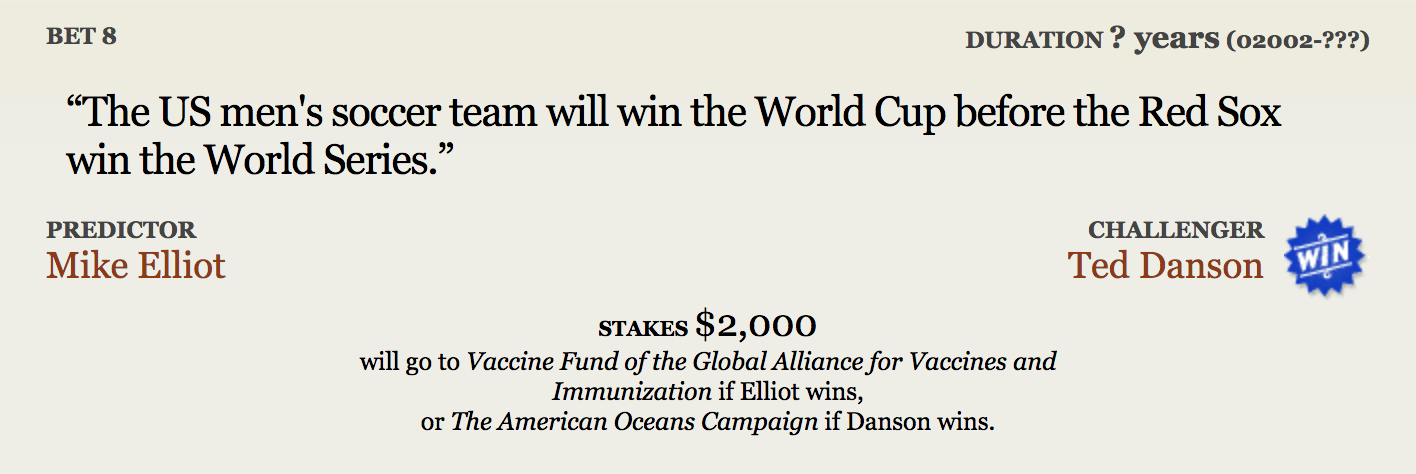 BET 8
DURATION ? years (02002-???)
“The US men's soccer team will win the World Cup before the Red Sox
win the World Series.”
PREDICTOR
Mike Elliot
CHALLENGER
Ted Danson
WIN
STAKES $2,000
will go to Vaccine Fund of the Global Alliance for Vaccines and
Immunization if Elliot wins,
or The American Oceans Campaign if Danson wins.